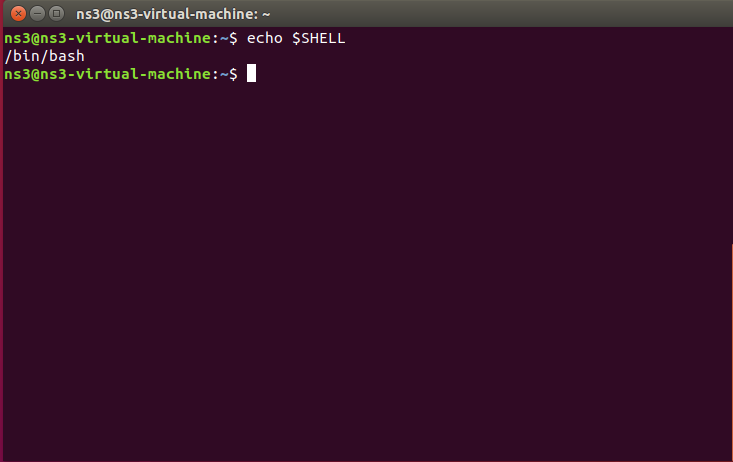 ns3@ns3-virtual-machine: ~
ns3@ns3-virtual-machine:~$ echo $SHELL
/bin/bash
ns3@ns3-virtual-machine:~$